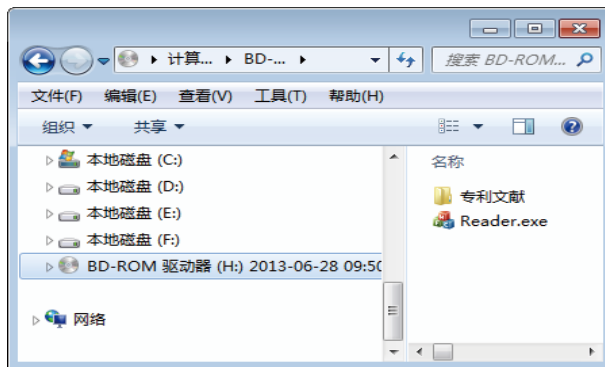 计算... BD-... 搜索 BD-ROM...
文件(F) 编辑(E) 查看(V) 工具(T) 帮助(H)
组织 共享
本地磁盘 (C:)
本地磁盘 (D:)
本地磁盘 (E:)
本地磁盘 (F:)
BD-ROM 驱动器 (H:) 2013-06-28 09:50
网络
名称
专利文献
Reader.exe